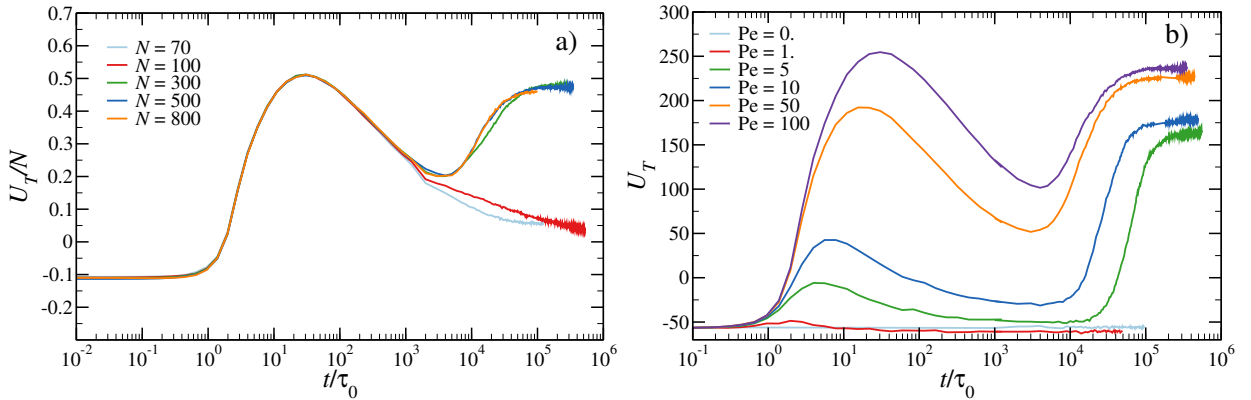 a)
N = 70
N = 100
N = 300
N = 500
N = 800
U_T/N
0.7
0.6
0.5
0.4
0.3
0.2
0.1
0
-0.1
0.2
10^-2 10^-1 10^0 10^1 10^2 10^3 10^4 10^5 10^6
t/τ_0
b)
Pe = 0.
Pe = 1.
Pe = 5
Pe = 10
Pe = 50
Pe = 100
U_T
300
250
200
150
100
50
0
-50
10^-1 10^0 10^1 10^2 10^3 10^4 10^5 10^6
t/τ_0